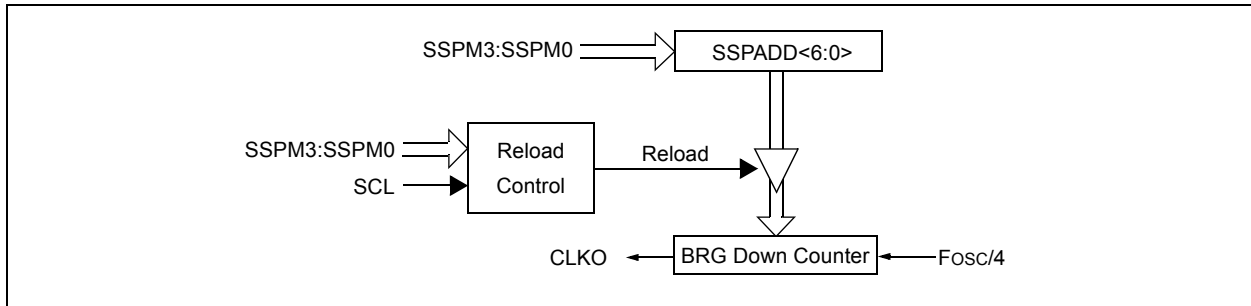 SSPM3:SSPM0
SSPADD<6:0>
SSPM3:SSPM0
SCL
Reload
Control
Reload
CLKO
BRG Down Counter
FOSC/4